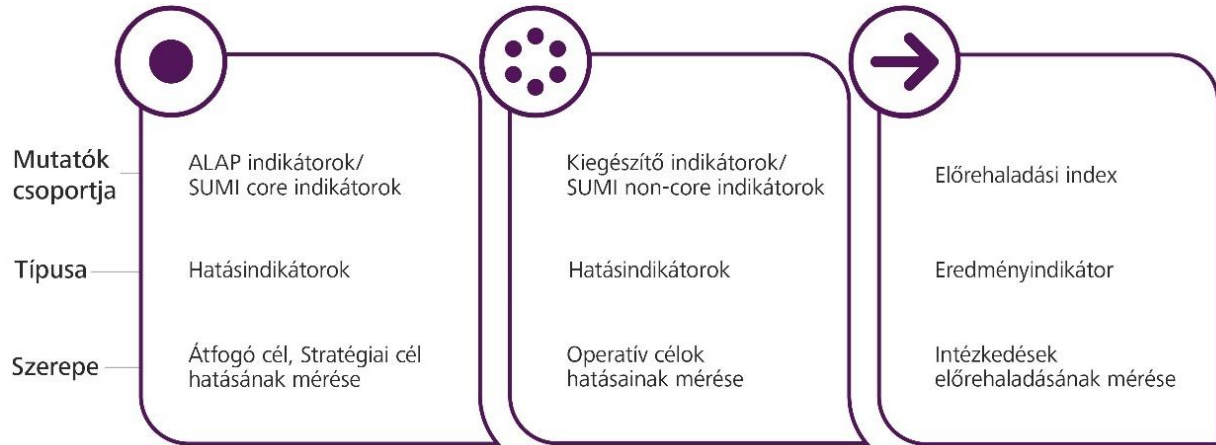 Mutatók
csoportja
ALAP indikátorok/
SUMI core indikátorok
Kiegészítő indikátorok/
SUMI non-core indikátorok
Előrehaladási index
Típusa
Hatásindikátorok
Hatásindikátorok
Eredményindikátor
Szerepe
Átfogó cél, Stratégiai cél
hatásának mérése
Operatív célok
hatásainak mérése
Intézkedések
előrehaladásának mérése